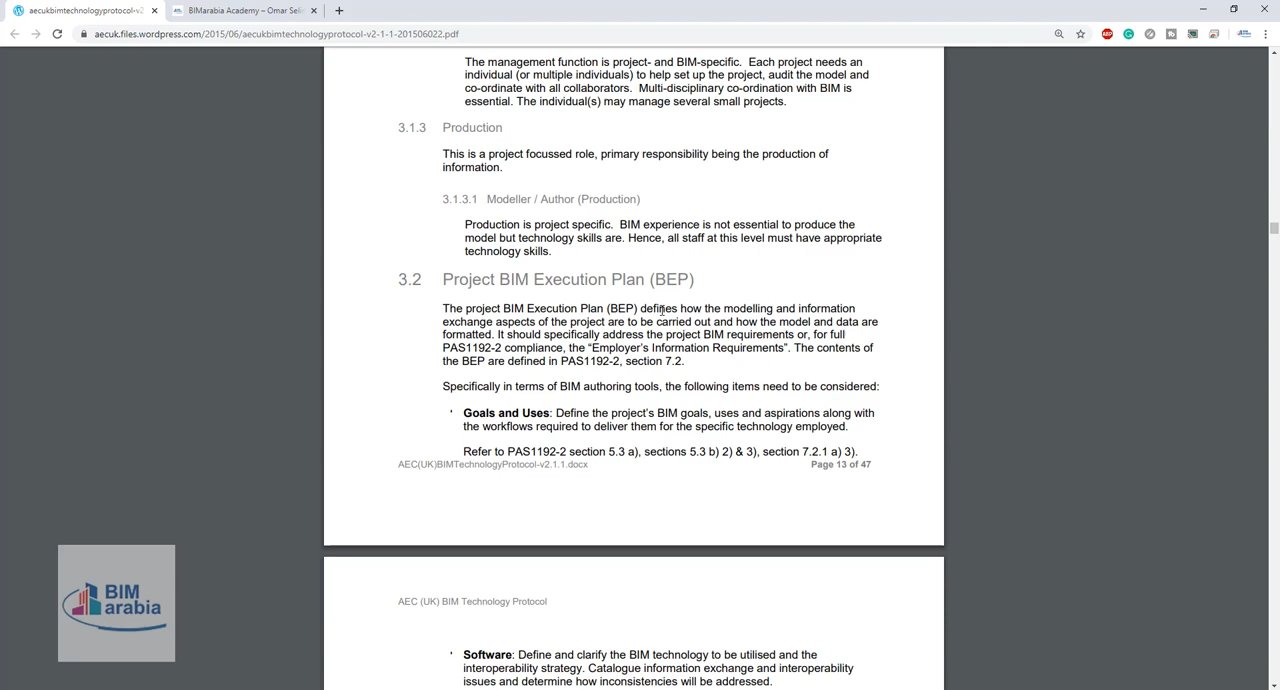 aecukbimtechnologyprotocol-v2
BIMarabia Academy – Omar Seli
aecuk.files.wordpress.com/2015/06/aecukbimtechnologyprotocol-v2-1-1-201506022.pdf
The management function is project- and BIM-specific. Each project needs an
individual (or multiple individuals) to help set up the project, audit the model and
co-ordinate with all collaborators. Multi-disciplinary co-ordination with BIM is
essential. The individual(s) may manage several small projects.
3.1.3 Production
This is a project focussed role, primary responsibility being the production of
information.
3.1.3.1 Modeller / Author (Production)
Production is project specific. BIM experience is not essential to produce the
model but technology skills are. Hence, all staff at this level must have appropriate
technology skills.
3.2 Project BIM Execution Plan (BEP)
The project BIM Execution Plan (BEP) defines how the modelling and information
exchange aspects of the project are to be carried out and how the model and data are
formatted. It should specifically address the project BIM requirements or, for full
PAS1192-2 compliance, the “Employer’s Information Requirements”. The contents of
the BEP are defined in PAS1192-2, section 7.2.
Specifically in terms of BIM authoring tools, the following items need to be considered:
Goals and Uses: Define the project’s BIM goals, uses and aspirations along with
the workflows required to deliver them for the specific technology employed.
Refer to PAS1192-2 section 5.3 a), sections 5.3 b) 2) & 3), section 7.2.1 a) 3).
AEC(UK)BIMTechnologyProtocol-v2.1.1.docx Page 13 of 47
BIM
arabia
AEC (UK) BIM Technology Protocol
Software: Define and clarify the BIM technology to be utilised and the
interoperability strategy. Catalogue information exchange and interoperability
issues and determine how inconsistencies will be addressed.